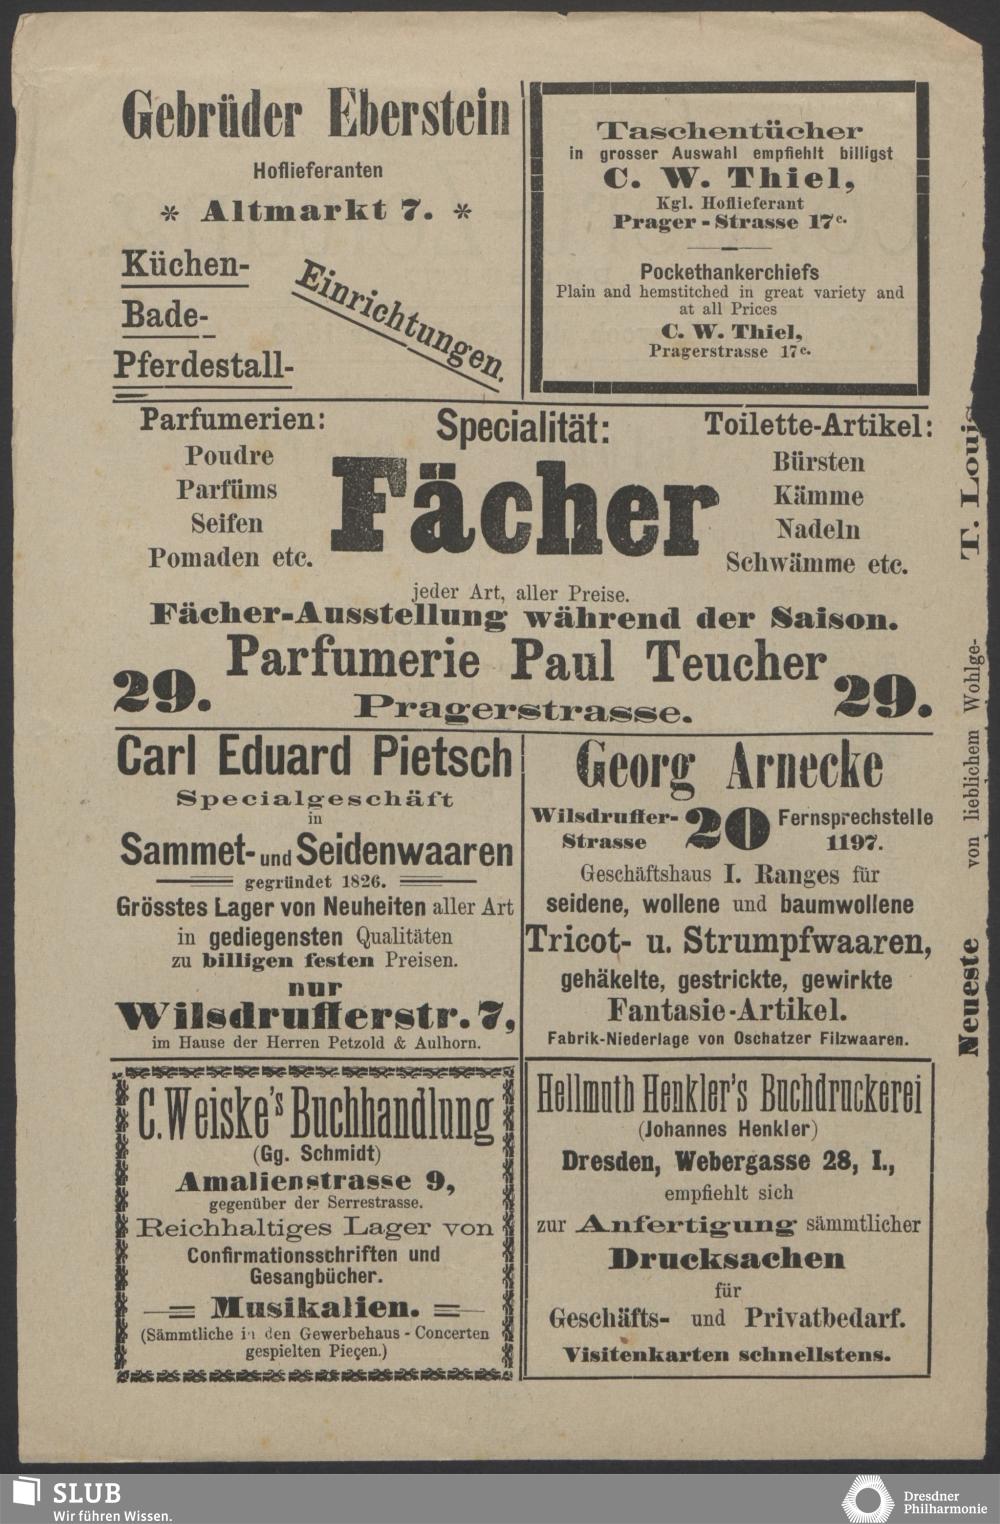 Gebrüder Eberstein
Hoflieferanten
* Altmarkt 7. *
Küchen-
Bade-
Pferdestall-
Einrichtungen.
Taschentücher
in grosser Auswahl empfiehlt billigst
C. W. Thiel,
Kgl. Hoflieferant
Prager-Strasse 17c.
Pockethankerchiefs
Plain and hemstitched in great variety and
at all Prices
C. W. Thiel,
Pragerstrasse 17c.
Parfumerien:
Poudre
Parfüms
Seifen
Pomaden etc.
Specialität:
Fächer
Toilette-Artikel:
Bürsten
Kämme
Nadeln
Schwämme etc.
jeder Art, aller Preise.
Fächer-Ausstellung während der Saison.
29. Parfumerie Paul Teucher 29.
Pragerstrasse.
Carl Eduard Pietsch
Specialgeschäft
in
Sammet- und Seidenwaaren
gegründet 1826.
Grösstes Lager von Neuheiten aller Art
in gediegensten Qualitäten
zu billigen festen Preisen.
nur
Wilsdrufferstr. 7,
im Hause der Herren Petzold & Aulhorn.
Georg Arnecke
Wilsdruffer-Strasse 20 Fernsprechstelle 1197.
Geschäftshaus I. Ranges für
seidene, wollene und baumwollene
Tricot- u. Strumpfwaaren,
gehäkelte, gestrickte, gewirkte
Fantasie-Artikel.
Fabrik-Niederlage von Oschatzer Filzwaaren.
C. Weiske's Buchhandlung
(Gg. Schmidt)
Amalienstrasse 9,
gegenüber der Serrestrasse.
Reichhaltiges Lager von
Confirmationsschriften und
Gesangbücher.
Musikalien.
(Sämmtliche in den Gewerbehaus-Concerten
gespielten Pieçen.)
Hellmuth Henkler's Buchdruckerei
(Johannes Henkler)
Dresden, Webergasse 28, I.,
empfiehlt sich
zur Anfertigung sämmtlicher
Drucksachen
für
Geschäfts- und Privatbedarf.
Visitenkarten schnellstens.
Neueste von lieblichem Wohlge- T. Louis
SLUB
Wir führen Wissen.
Dresdner
Philharmonie